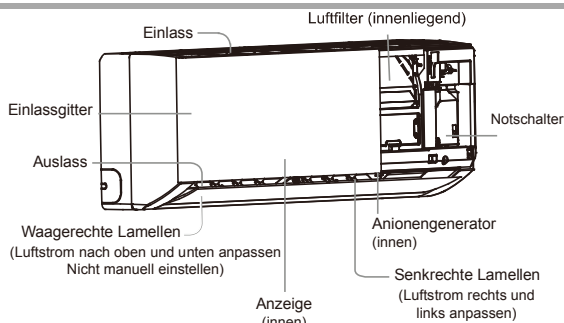 Luftfilter (innenliegend)
Einlass
Einlassgitter
Notschalter
Auslass
Waagerechte Lamellen
(Luftstrom nach oben und unten anpassen
Nicht manuell einstellen)
Anionengenerator
(innen)
Senkrechte Lamellen
(Luftstrom rechts und
links anpassen)
Anzeige
(innen)